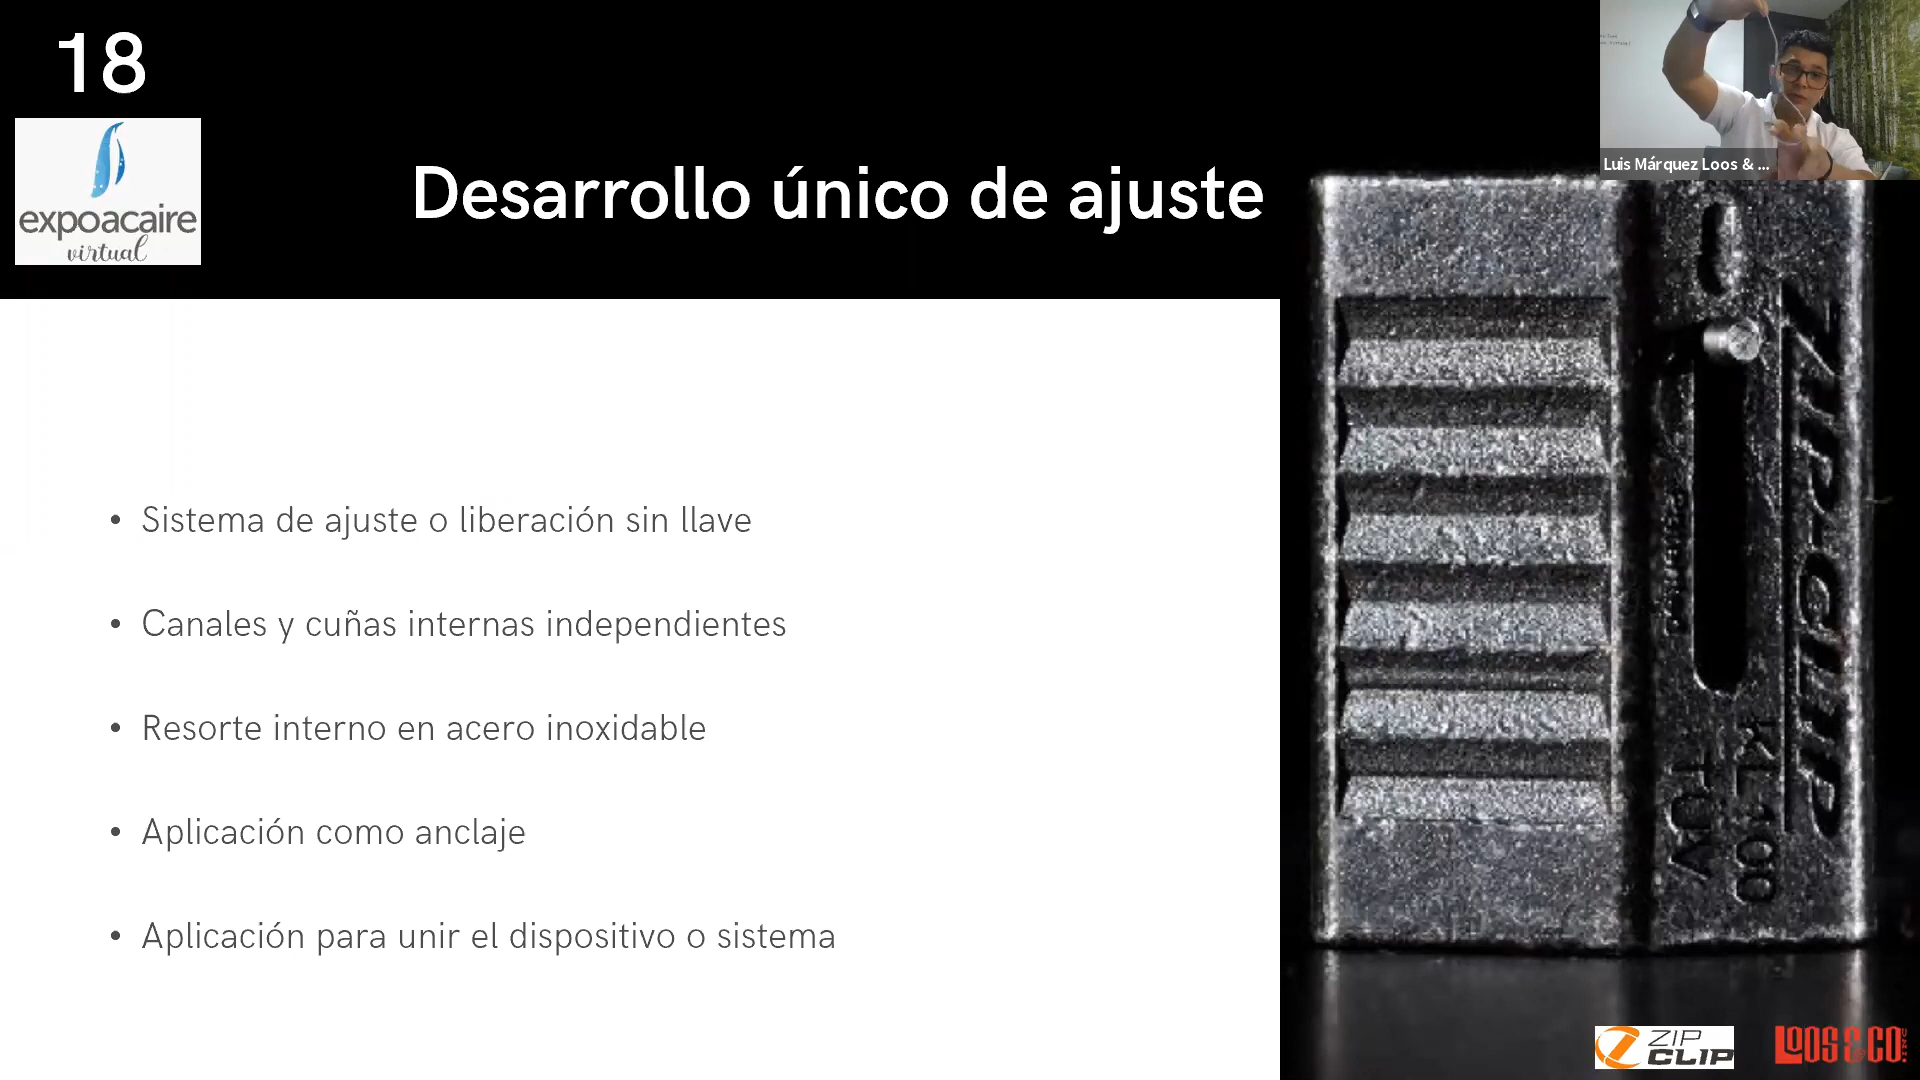 18
expoacaire
virtual
Desarrollo único de ajuste
Luis Márquez Loos & ...
• Sistema de ajuste o liberación sin llave
• Canales y cuñas internas independientes
• Resorte interno en acero inoxidable
• Aplicación como anclaje
• Aplicación para unir el dispositivo o sistema
ZIP-CLIP
KL100
TUV
ZIP
CLIP
LOOS & CO
INC